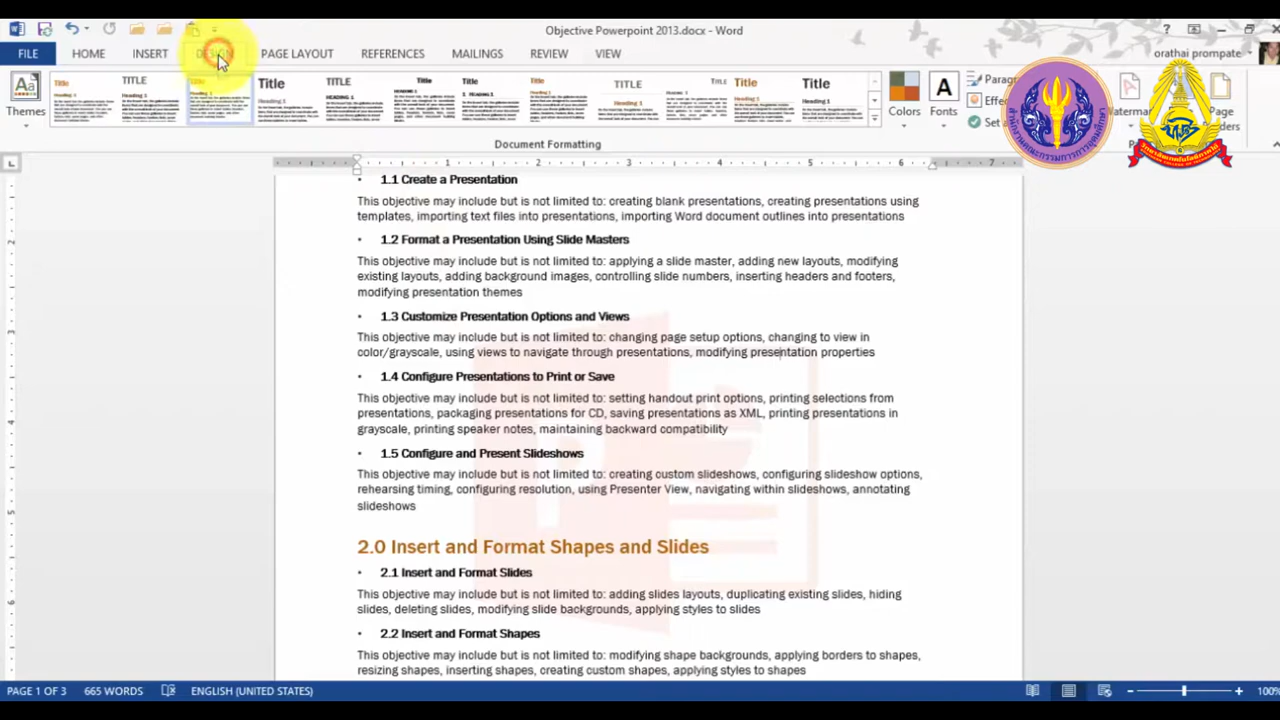 Objective Powerpoint 2013.docx - Word
FILE
HOME
INSERT
DESIGN
PAGE LAYOUT
REFERENCES
MAILINGS
REVIEW
VIEW
orathai prompate
Themes
Title
TITLE
Title
Title
TITLE
Title
Title
Title
TITLE
TITLE
Title
Title
Colors
Fonts
Document Formatting
1.1 Create a Presentation
This objective may include but is not limited to: creating blank presentations, creating presentations using
templates, importing text files into presentations, importing Word document outlines into presentations
1.2 Format a Presentation Using Slide Masters
This objective may include but is not limited to: applying a slide master, adding new layouts, modifying
existing layouts, adding background images, controlling slide numbers, inserting headers and footers,
modifying presentation themes
1.3 Customize Presentation Options and Views
This objective may include but is not limited to: changing page setup options, changing to view in
color/grayscale, using views to navigate through presentations, modifying presentation properties
1.4 Configure Presentations to Print or Save
This objective may include but is not limited to: setting handout print options, printing selections from
presentations, packaging presentations for CD, saving presentations as XML, printing presentations in
grayscale, printing speaker notes, maintaining backward compatibility
1.5 Configure and Present Slideshows
This objective may include but is not limited to: creating custom slideshows, configuring slideshow options,
rehearsing timing, configuring resolution, using Presenter View, navigating within slideshows, annotating
slideshows
2.0 Insert and Format Shapes and Slides
2.1 Insert and Format Slides
This objective may include but is not limited to: adding slides layouts, duplicating existing slides, hiding
slides, deleting slides, modifying slide backgrounds, applying styles to slides
2.2 Insert and Format Shapes
This objective may include but is not limited to: modifying shape backgrounds, applying borders to shapes,
resizing shapes, inserting shapes, creating custom shapes, applying styles to shapes
PAGE 1 OF 3
665 WORDS
ENGLISH (UNITED STATES)
100%